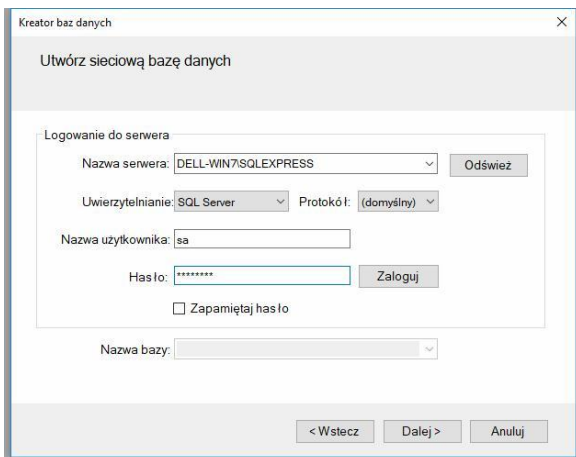 Kreator baz danych
Utwórz sieciową bazę danych
Logowanie do serwera
Nazwa serwera: DELL-WIN7\SQLEXPRESS Odśwież
Uwierzytelnianie: SQL Server Protokół: (domyślny)
Nazwa użytkownika: sa
Hasło: ******** Zaloguj
Zapamiętaj hasło
Nazwa bazy:
< Wstecz Dalej > Anuluj